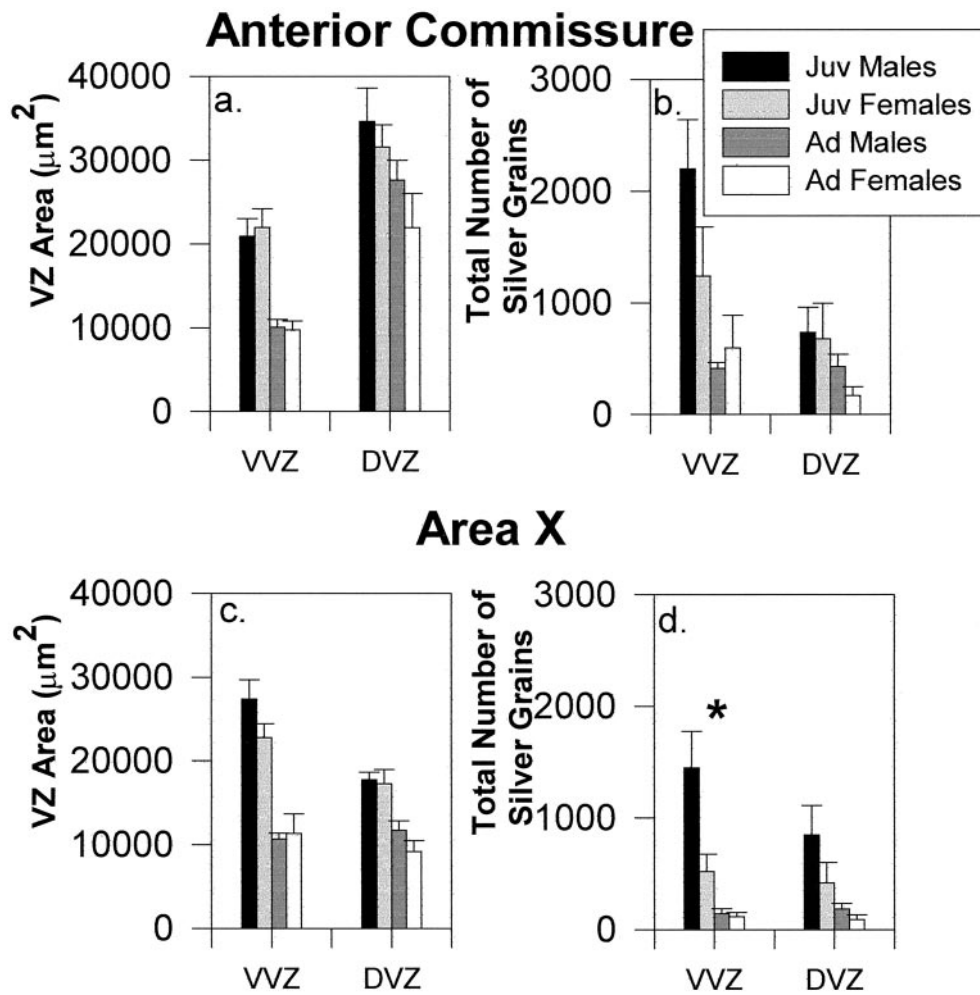 Anterior Commissure
Juv Males
Juv Females
Ad Males
Ad Females
a.
VZ Area (μm²)
40000
30000
20000
10000
0
VVZ DVZ
b.
Total Number of
Silver Grains
3000
2000
1000
0
VVZ DVZ
Area X
c.
VZ Area (μm²)
40000
30000
20000
10000
0
VVZ DVZ
d.
Total Number of
Silver Grains
3000
2000
1000
0
*
VVZ DVZ